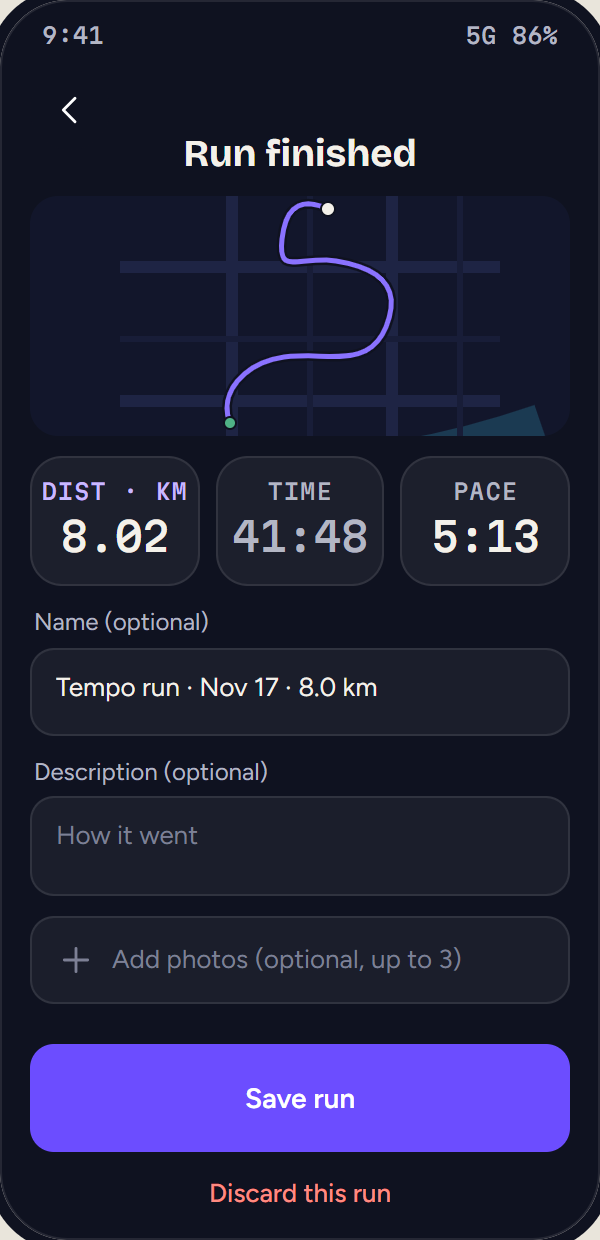 9:41 5G 86%
Run finished
DIST · KM TIME PACE
8.02 41:48 5:13
Name (optional)
Tempo run · Nov 17 · 8.0 km
Description (optional)
How it went
Add photos (optional, up to 3)
Save run
Discard this run